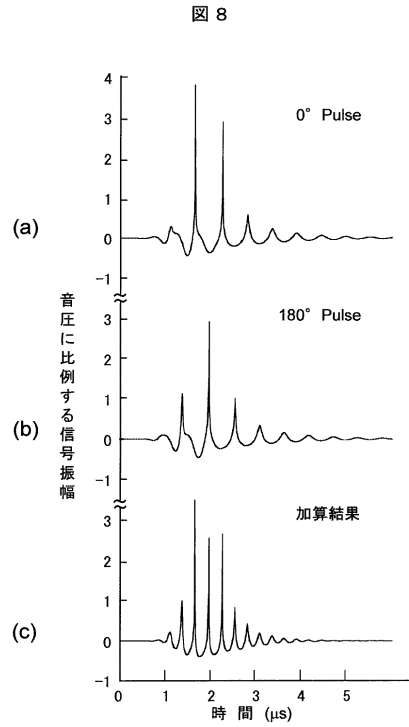 図 8
4
3
2
1
0
-1
0° Pulse
(a)
3
2
1
0
-1
180° Pulse
(b)
3
2
1
0
-1
加算結果
(c)
音圧に比例する信号振幅
0 1 2 3 4 5
時 間 (μs)